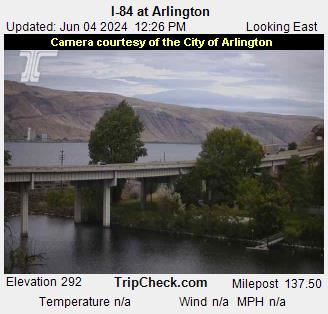 I-84 at Arlington
Updated: Jun 04 2024 12:26 PM Looking East
Camera courtesy of the City of Arlington
Elevation 292 TripCheck.com Milepost 137.50
Temperature n/a Wind n/a MPH n/a